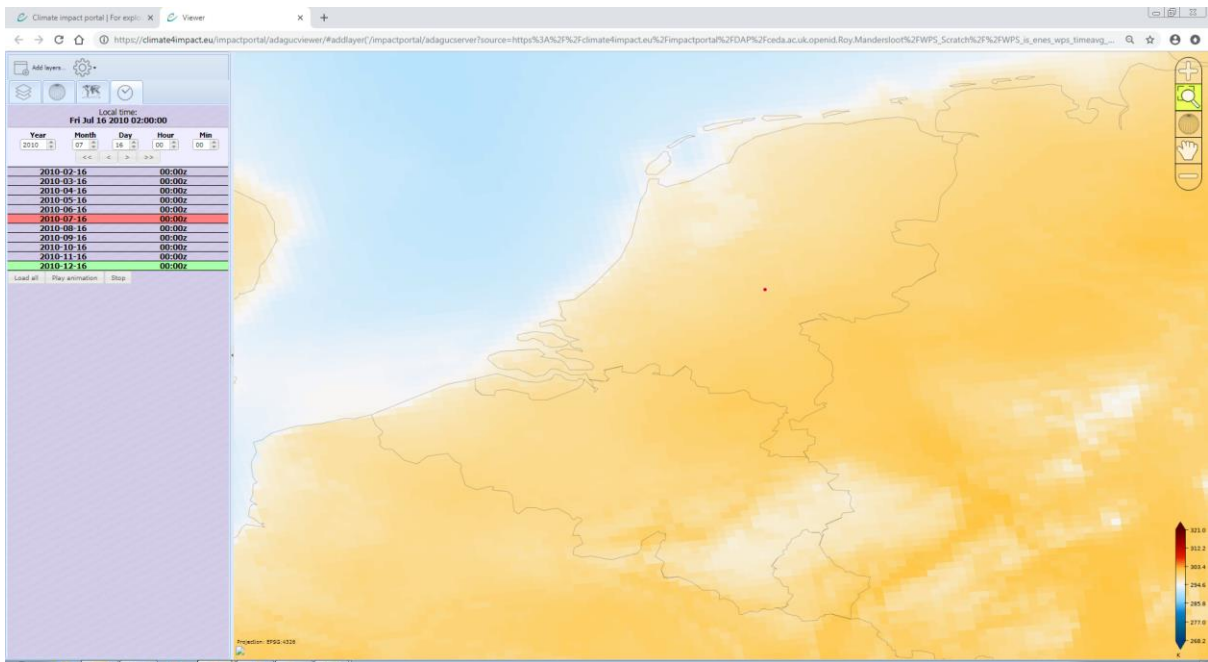 Climate impact portal | For explo
Viewer
https://climate4impact.eu/impactportal/adagucviewer/#addlayer('/impactportal/adagucserver?source=https%3A%2F%2Fclimate4impact.eu%2Fimpactportal%2FDAP%2Fceda.ac.uk.openid.Roy.Mandersloot%2FWPS_Scratch%2F%2FWPS_is_enes_wps_timeavg_...
Add layers...
Local time:
Fri Jul 16 2010 02:00:00
Year Month Day Hour Min
2010 07 16 00 00
<< < > >>
2010-02-16 00:00z
2010-03-16 00:00z
2010-04-16 00:00z
2010-05-16 00:00z
2010-06-16 00:00z
2010-07-16 00:00z
2010-08-16 00:00z
2010-09-16 00:00z
2010-10-16 00:00z
2010-11-16 00:00z
2010-12-16 00:00z
Load all Play animation Stop
321.0
312.2
303.4
294.6
285.8
277.0
268.2
K
Projection: EPSG:4326